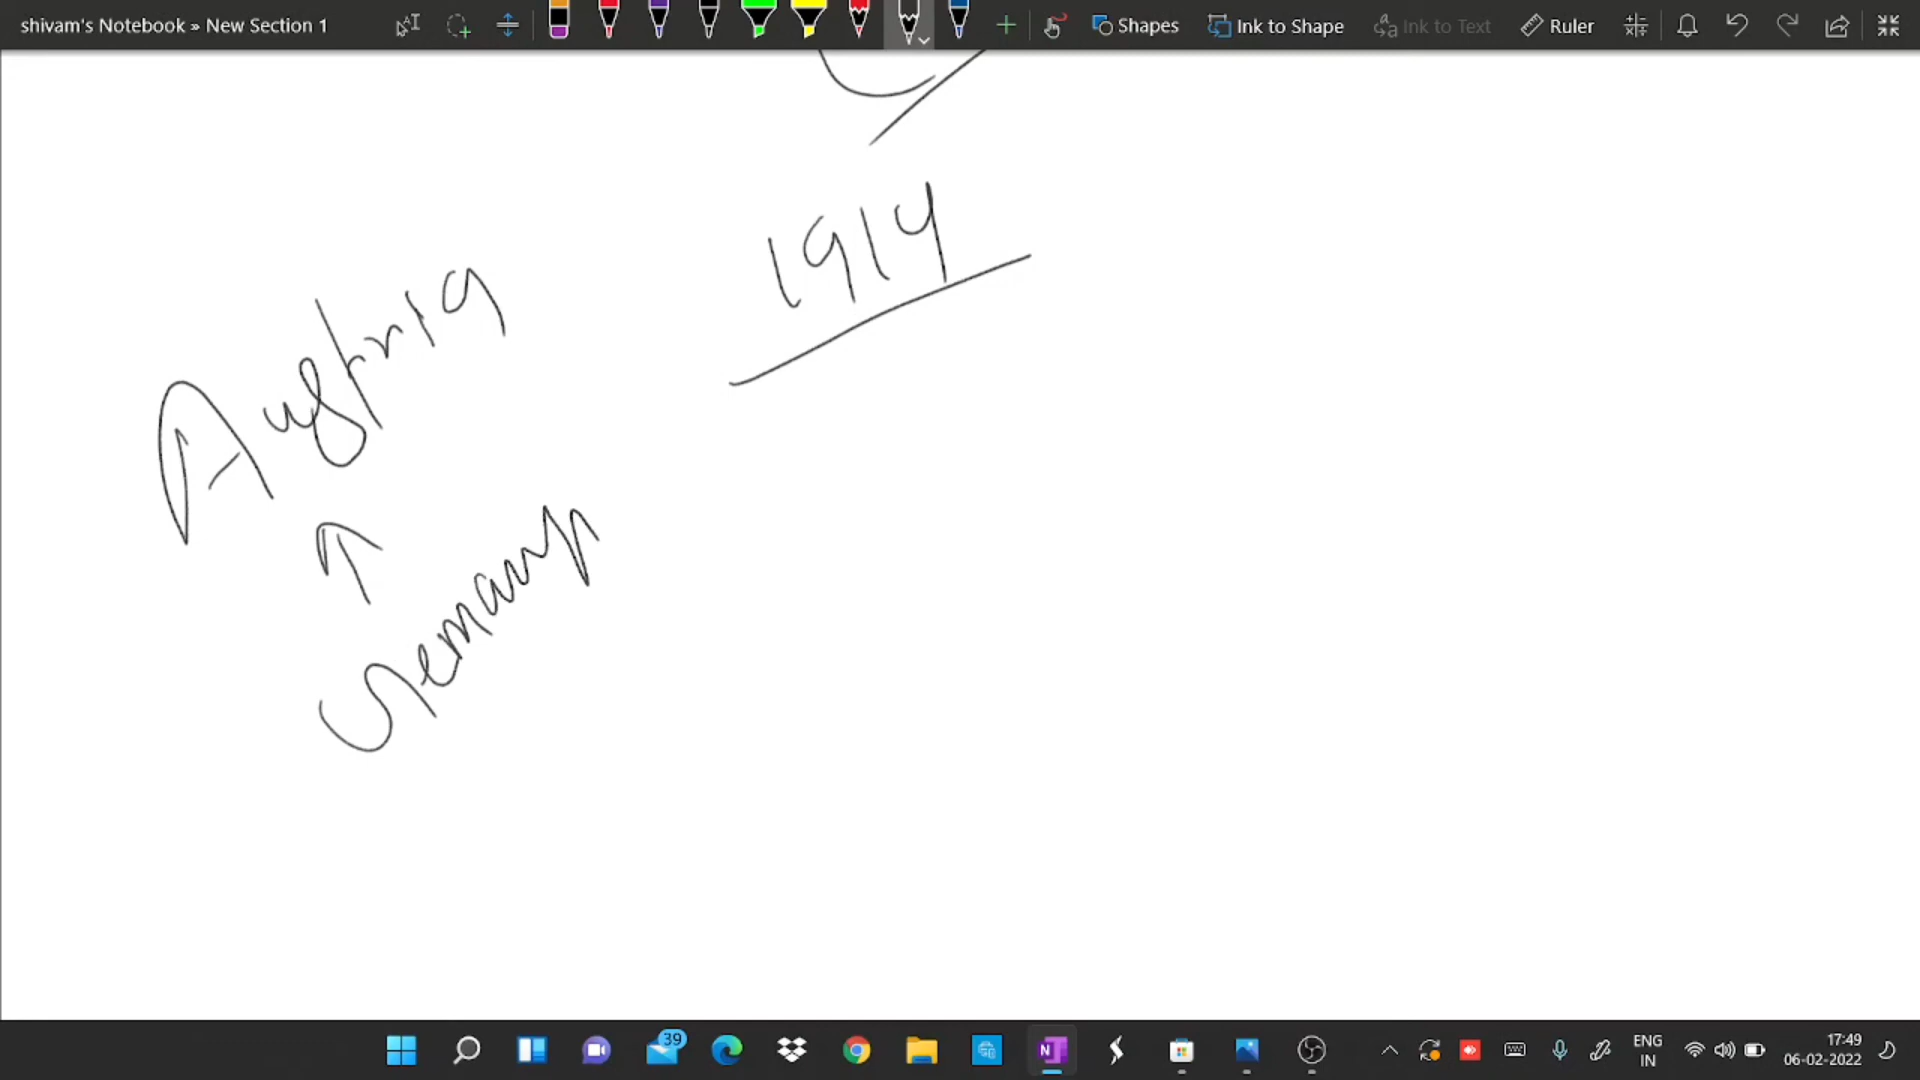 shivam's Notebook » New Section 1
Shapes
Ink to Shape
Ink to Text
Ruler
1914
Austria
Germany
39
ENG
IN
17:49
06-02-2022